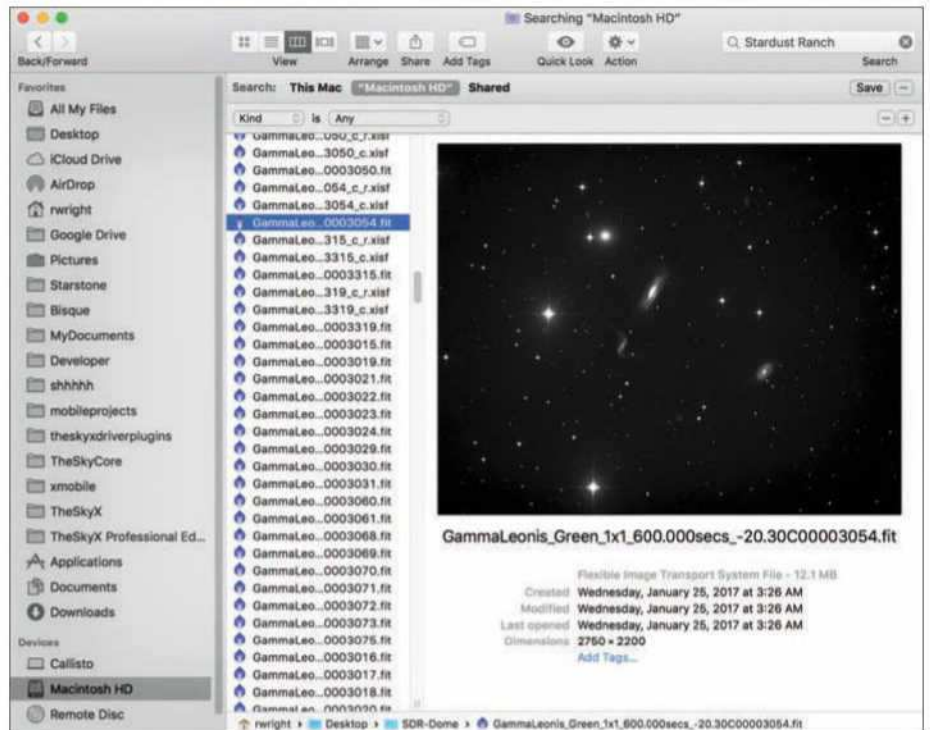 Searching "Macintosh HD"
Back/Forward
View
Arrange
Share
Add Tags
Quick Look
Action
Stardust Ranch
Search
Favorites
All My Files
Desktop
iCloud Drive
AirDrop
rwright
Google Drive
Pictures
Starstone
Bisque
MyDocuments
Developer
shhhhh
mobileprojects
theskyxdriverplugins
TheSkyCore
xmobile
TheSkyX
TheSkyX Professional Ed...
Applications
Documents
Downloads
Devices
Callisto
Macintosh HD
Remote Disc
Search: This Mac "Macintosh HD" Shared
Save
Kind is Any
GammaLeo...050_c_r.xisf
GammaLeo...3050_c.xisf
GammaLeo...0003050.fit
GammaLeo...054_c_r.xisf
GammaLeo...3054_c.xisf
GammaLeo...0003054.fit
GammaLeo...315_c_r.xisf
GammaLeo...3315_c.xisf
GammaLeo...0003315.fit
GammaLeo...319_c_r.xisf
GammaLeo...3319_c.xisf
GammaLeo...0003319.fit
GammaLeo...0003015.fit
GammaLeo...0003019.fit
GammaLeo...0003021.fit
GammaLeo...0003022.fit
GammaLeo...0003023.fit
GammaLeo...0003024.fit
GammaLeo...0003029.fit
GammaLeo...0003030.fit
GammaLeo...0003031.fit
GammaLeo...0003060.fit
GammaLeo...0003061.fit
GammaLeo...0003068.fit
GammaLeo...0003069.fit
GammaLeo...0003070.fit
GammaLeo...0003071.fit
GammaLeo...0003072.fit
GammaLeo...0003073.fit
GammaLeo...0003075.fit
GammaLeo...0003016.fit
GammaLeo...0003017.fit
GammaLeo...0003018.fit
GammaLeo...0003020.fit
GammaLeonis_Green_1x1_600.000secs_-20.30C00003054.fit
Flexible Image Transport System File - 12.1 MB
Created Wednesday, January 25, 2017 at 3:26 AM
Modified Wednesday, January 25, 2017 at 3:26 AM
Last opened Wednesday, January 25, 2017 at 3:26 AM
Dimensions 2750 × 2200
Add Tags...
rwright
Desktop
SDR-Dome
GammaLeonis_Green_1x1_600.000secs_-20.30C00003054.fit